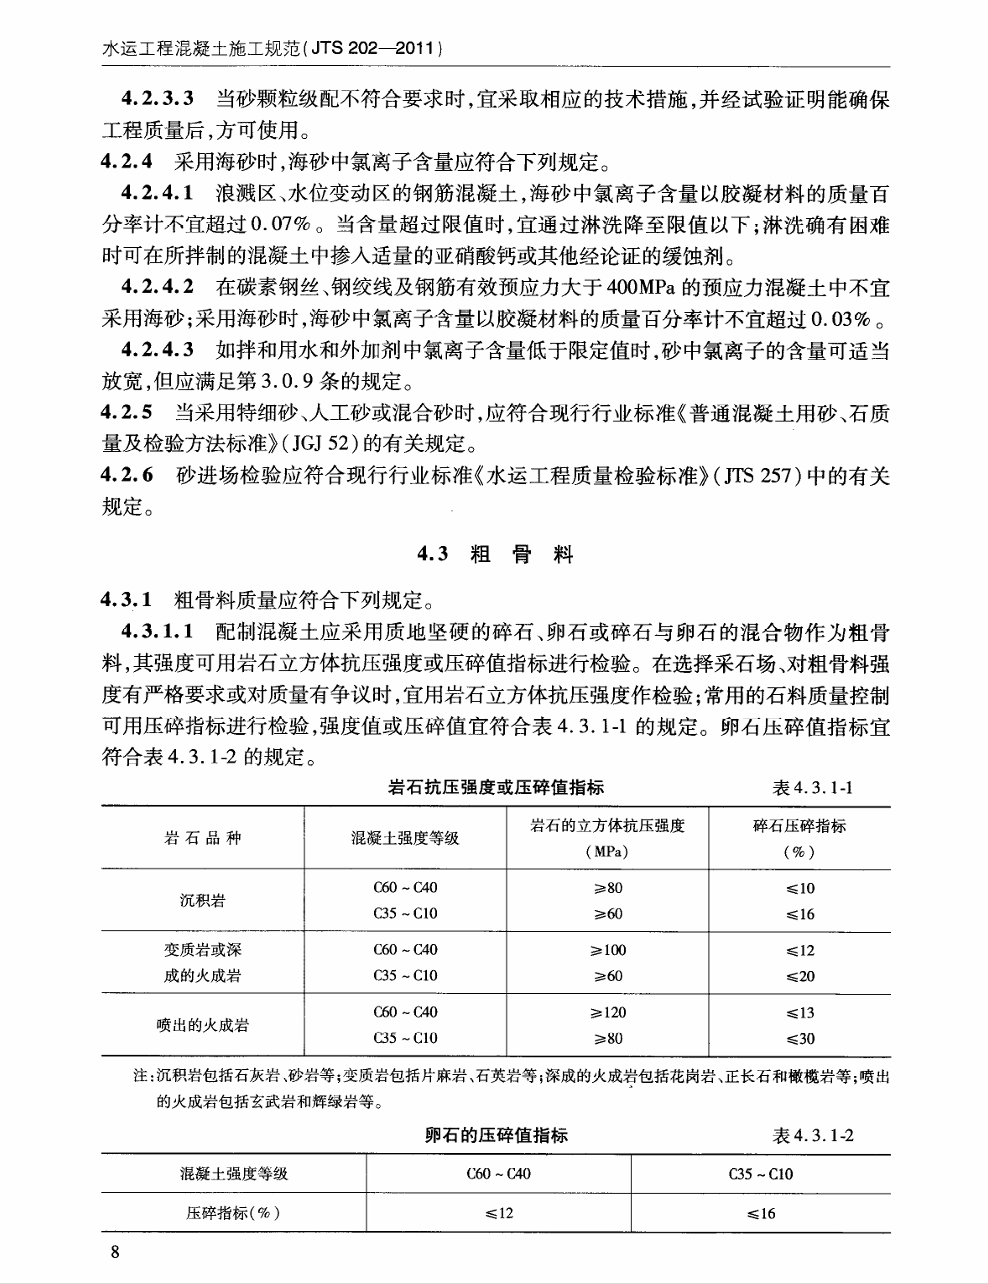 水运工程混凝土施工规范(JTS 202—2011)
4.2.3.3 当砂颗粒级配不符合要求时,宜采取相应的技术措施,并经试验证明能确保
工程质量后,方可使用。
4.2.4 采用海砂时,海砂中氯离子含量应符合下列规定。
4.2.4.1 浪溅区、水位变动区的钢筋混凝土,海砂中氯离子含量以胶凝材料的质量百
分率计不宜超过0.07%。当含量超过限值时,宜通过淋洗降至限值以下;淋洗确有困难
时可在所拌制的混凝土中掺入适量的亚硝酸钙或其他经论证的缓蚀剂。
4.2.4.2 在碳素钢丝、钢绞线及钢筋有效预应力大于400MPa的预应力混凝土中不宜
采用海砂;采用海砂时,海砂中氯离子含量以胶凝材料的质量百分率计不宜超过0.03%。
4.2.4.3 如拌和用水和外加剂中氯离子含量低于限定值时,砂中氯离子的含量可适当
放宽,但应满足第3.0.9条的规定。
4.2.5 当采用特细砂、人工砂或混合砂时,应符合现行行业标准《普通混凝土用砂、石质
量及检验方法标准》(JGJ 52)的有关规定。
4.2.6 砂进场检验应符合现行行业标准《水运工程质量检验标准》(JTS 257)中的有关
规定。
4.3 粗骨料
4.3.1 粗骨料质量应符合下列规定。
4.3.1.1 配制混凝土应采用质地坚硬的碎石、卵石或碎石与卵石的混合物作为粗骨
料,其强度可用岩石立方体抗压强度或压碎值指标进行检验。在选择采石场、对粗骨料强
度有严格要求或对质量有争议时,宜用岩石立方体抗压强度作检验;常用的石料质量控制
可用压碎指标进行检验,强度值或压碎值宜符合表4.3.1-1的规定。卵石压碎值指标宜
符合表4.3.1-2的规定。
岩石抗压强度或压碎值指标 表4.3.1-1
岩石品种 混凝土强度等级 岩石的立方体抗压强度 (MPa) 碎石压碎指标 (%)
沉积岩 C60~C40 ≥80 ≤10
C35~C10 ≥60 ≤16
变质岩或深 C60~C40 ≥100 ≤12
成的火成岩 C35~C10 ≥60 ≤20
喷出的火成岩 C60~C40 ≥120 ≤13
C35~C10 ≥80 ≤30
注:沉积岩包括石灰岩、砂岩等;变质岩包括片麻岩、石英岩等;深成的火成岩包括花岗岩、正长石和橄榄岩等;喷出
的火成岩包括玄武岩和辉绿岩等。
卵石的压碎值指标 表4.3.1-2
混凝土强度等级 C60~C40 C35~C10
压碎指标(%) ≤12 ≤16
8